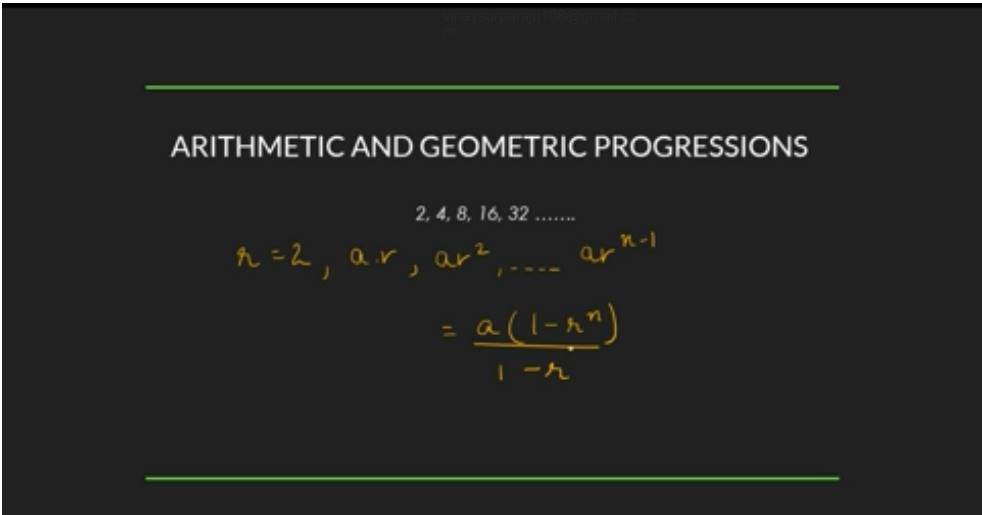 ARITHMETIC AND GEOMETRIC PROGRESSIONS
2, 4, 8, 16, 32 .......
r = 2, a.r, ar², ,---- ar^n-1
= a(1-r^n)
1-r